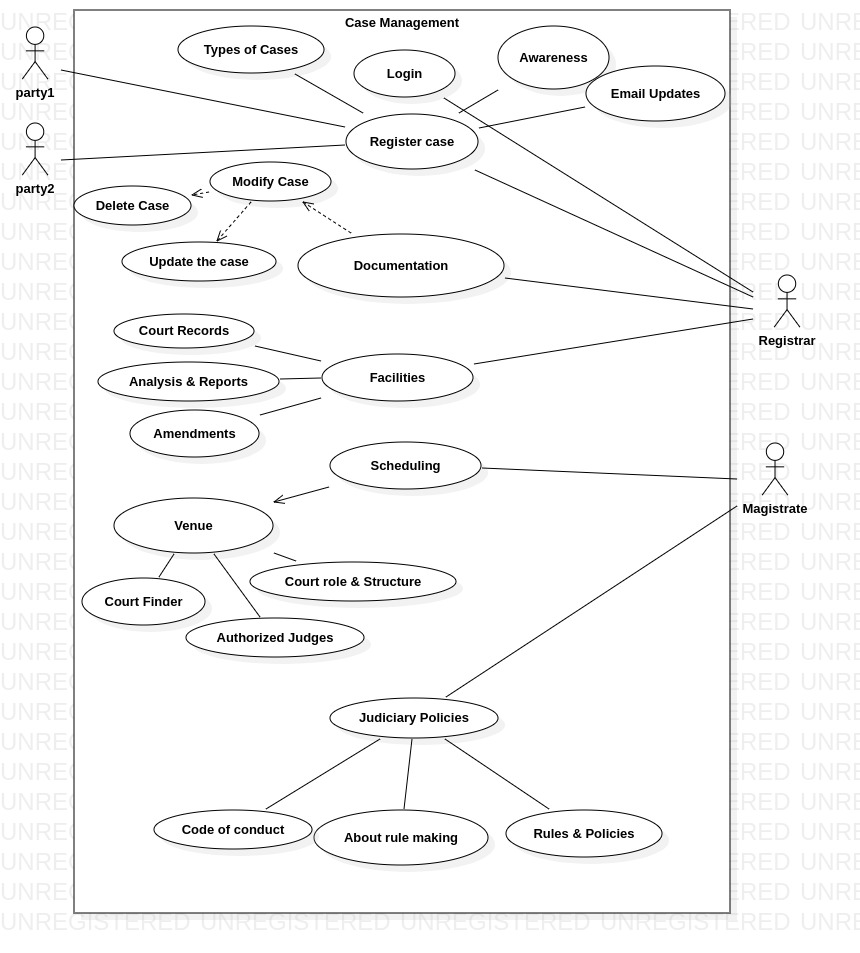 Case Management
Types of Cases
Login
Awareness
Email Updates
party1
Register case
party2
Modify Case
Delete Case
Update the case
Documentation
Court Records
Registrar
Analysis & Reports
Facilities
Amendments
Scheduling
Magistrate
Venue
Court role & Structure
Court Finder
Authorized Judges
Judiciary Policies
Code of conduct
About rule making
Rules & Policies
UNREGISTERED UNREGISTERED UNREGISTERED UNREGISTERED